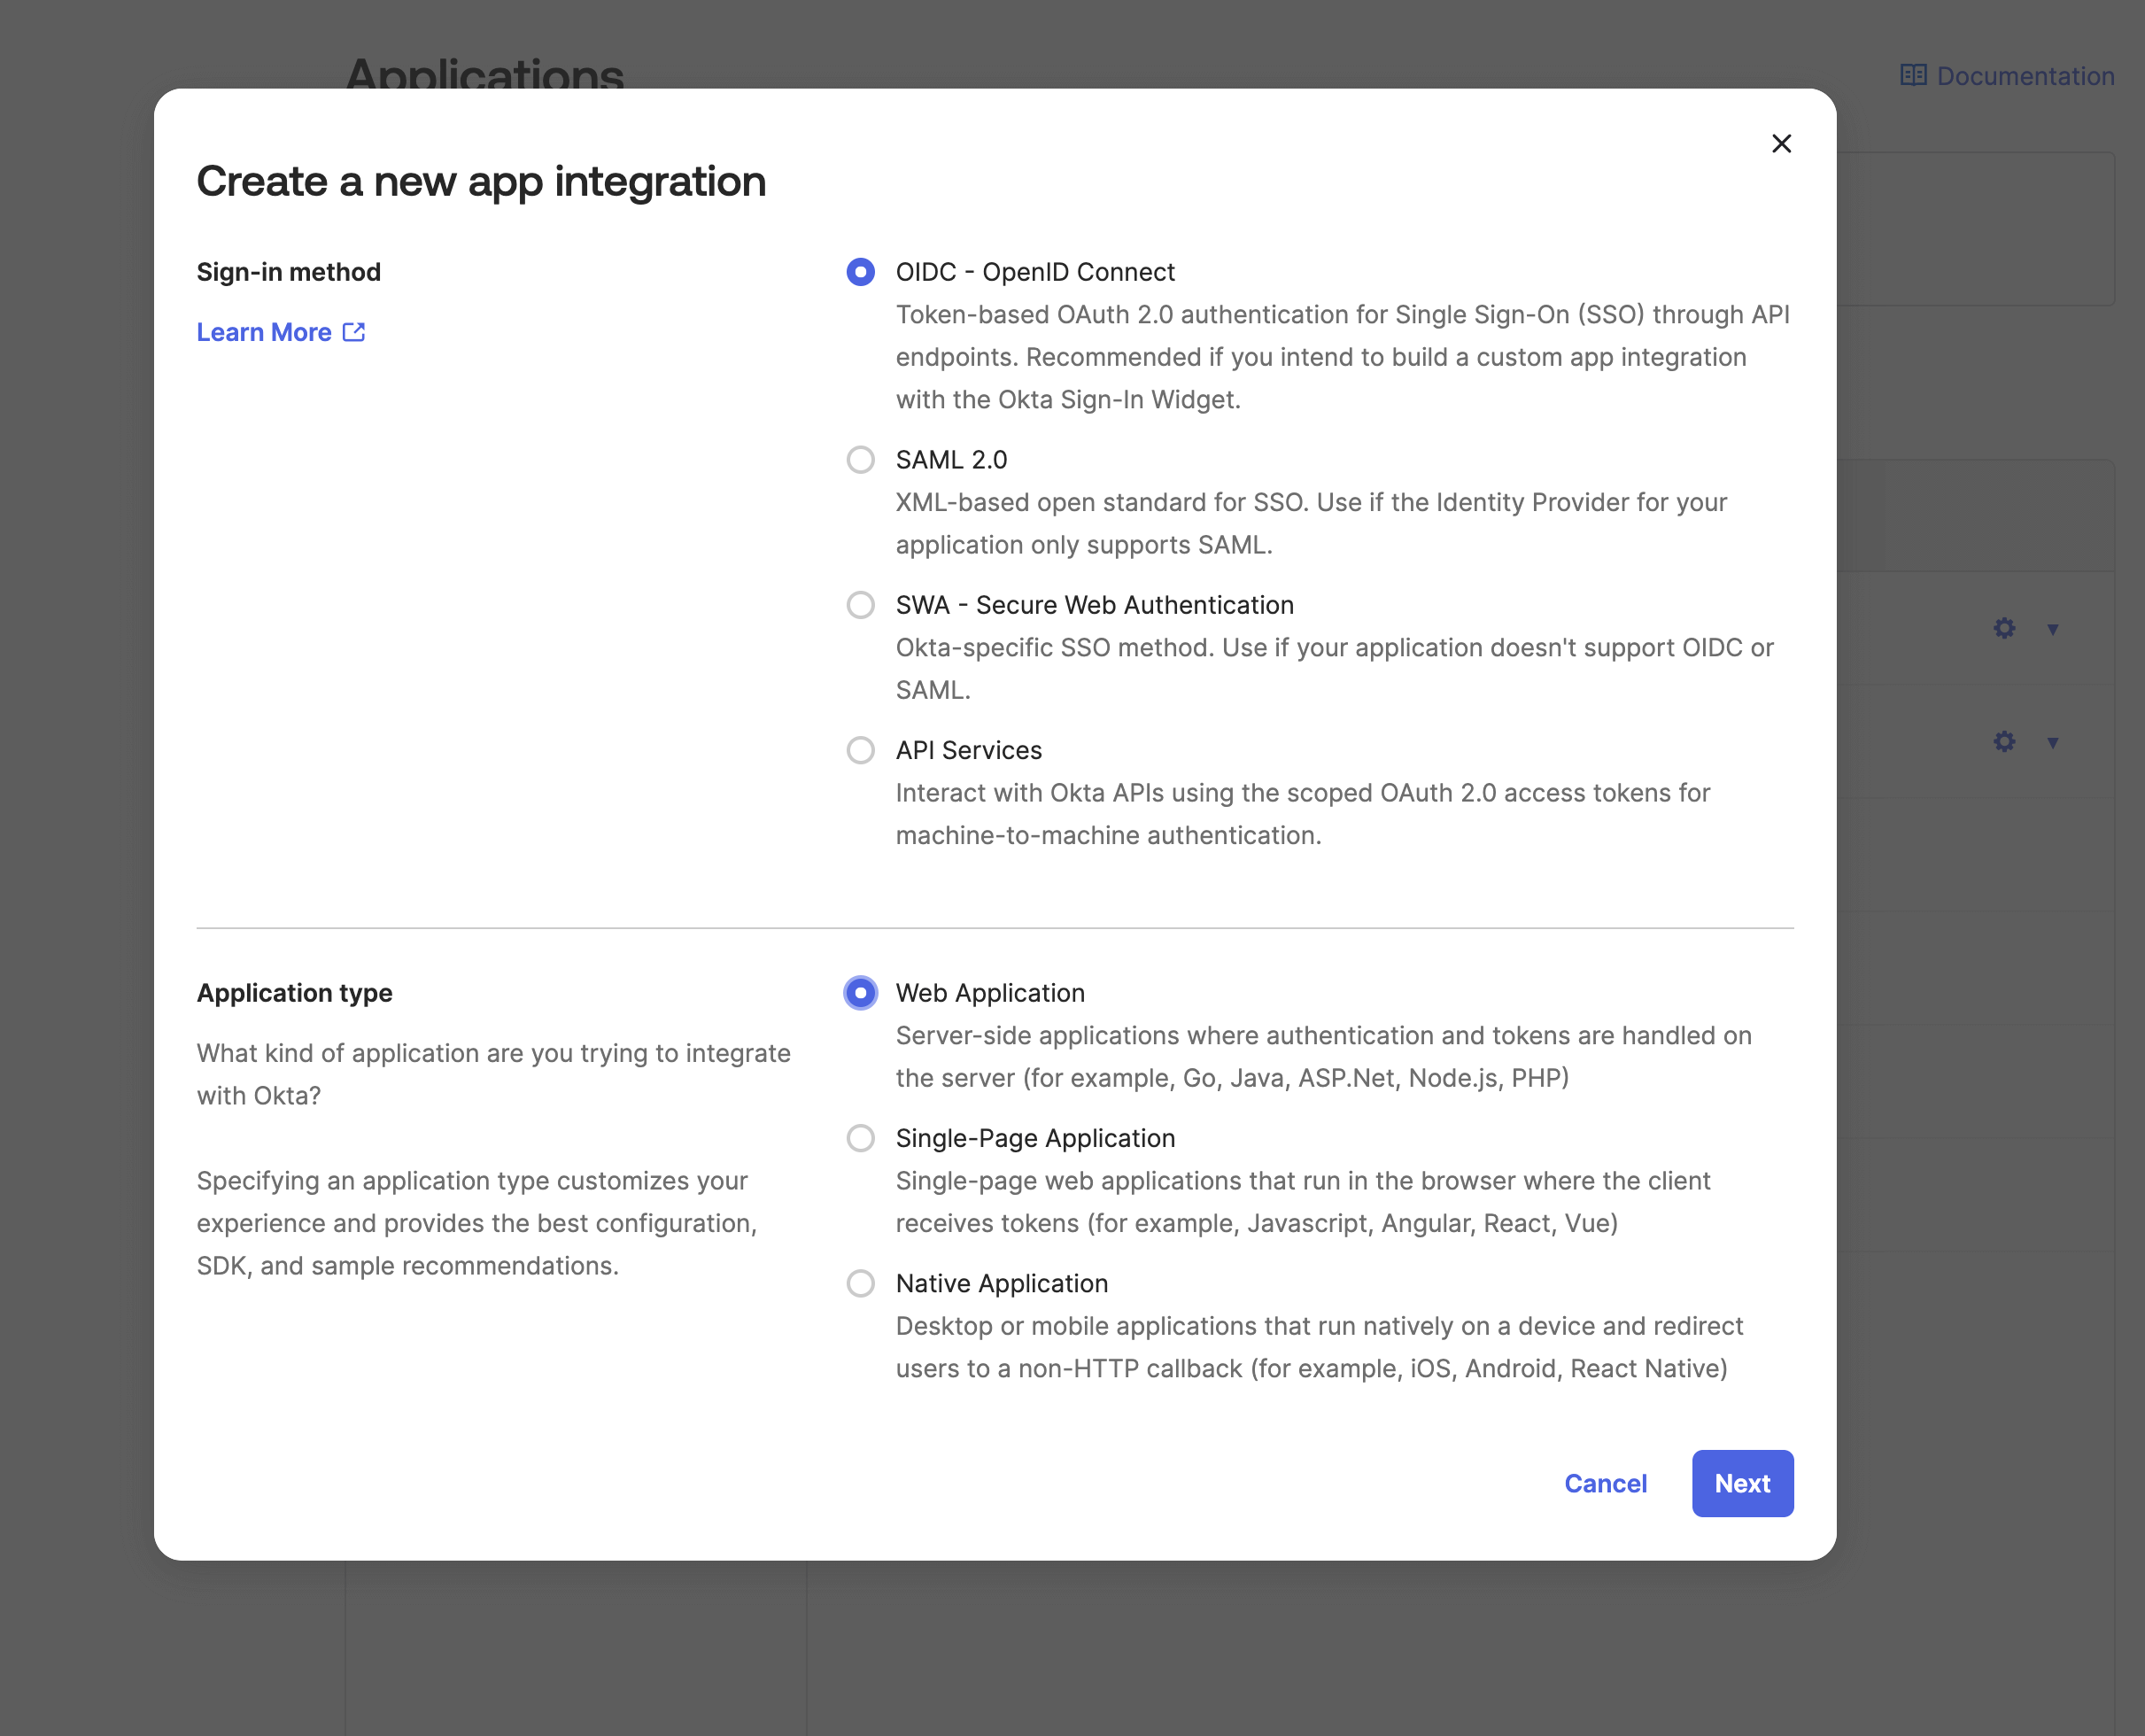 Applications
Documentation
Create a new app integration
Sign-in method
Learn More
OIDC - OpenID Connect
Token-based OAuth 2.0 authentication for Single Sign-On (SSO) through API
endpoints. Recommended if you intend to build a custom app integration
with the Okta Sign-In Widget.
SAML 2.0
XML-based open standard for SSO. Use if the Identity Provider for your
application only supports SAML.
SWA - Secure Web Authentication
Okta-specific SSO method. Use if your application doesn't support OIDC or
SAML.
API Services
Interact with Okta APIs using the scoped OAuth 2.0 access tokens for
machine-to-machine authentication.
Application type
What kind of application are you trying to integrate
with Okta?
Specifying an application type customizes your
experience and provides the best configuration,
SDK, and sample recommendations.
Web Application
Server-side applications where authentication and tokens are handled on
the server (for example, Go, Java, ASP.Net, Node.js, PHP)
Single-Page Application
Single-page web applications that run in the browser where the client
receives tokens (for example, Javascript, Angular, React, Vue)
Native Application
Desktop or mobile applications that run natively on a device and redirect
users to a non-HTTP callback (for example, iOS, Android, React Native)
Cancel
Next